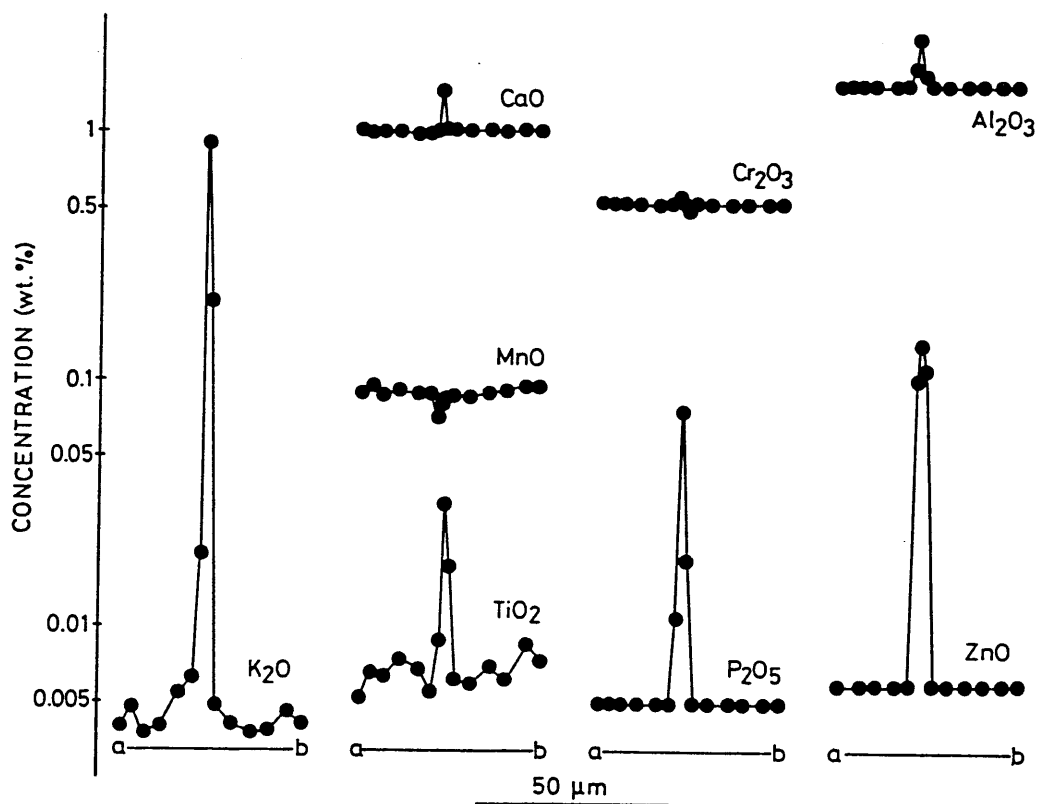 CONCENTRATION (wt.%)
1
0.5
0.1
0.05
0.01
0.005
K2O
a b
CaO
MnO
TiO2
a b
Cr2O3
P2O5
a b
Al2O3
ZnO
a b
50 µm